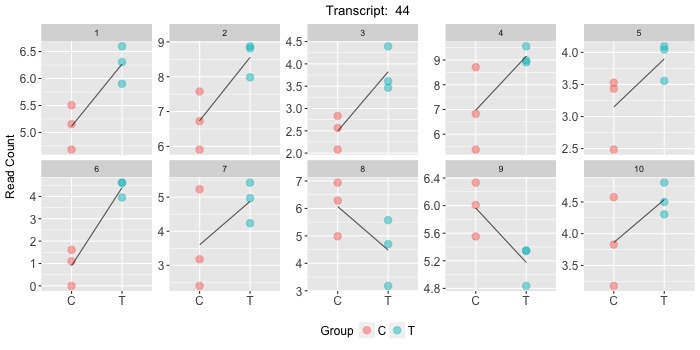 Transcript: 44
1 2 3 4 5
6.5 6.0 5.5 5.0
9 8 7 6
4.5 4.0 3.5 3.0 2.5 2.0
9 8 7 6
4.0 3.5 3.0 2.5
Read Count
6 7 8 9 10
4 3 2 1 0
5 4 3
8 7 6 5 4 3
6.4 6.0 5.6 5.2 4.8
4.5 4.0 3.5
C T C T C T C T C T
Group C T